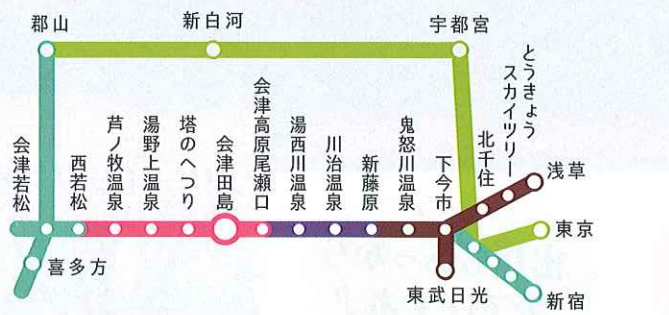 郡山
新白河
宇都宮
会津若松
西若松
芦ノ牧温泉
湯野上温泉
塔のへつり
会津田島
会津高原尾瀬口
湯西川温泉
川治温泉
新藤原
鬼怒川温泉
下今市
北千住
とうきょう
スカイツリー
浅草
東京
新宿
東武日光
喜多方